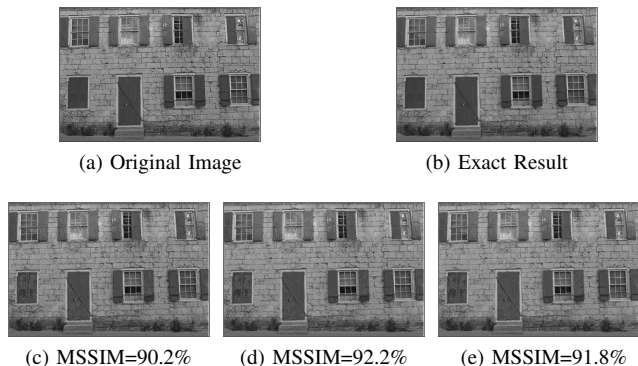 (a) Original Image
(b) Exact Result
(c) MSSIM=90.2%
(d) MSSIM=92.2%
(e) MSSIM=91.8%